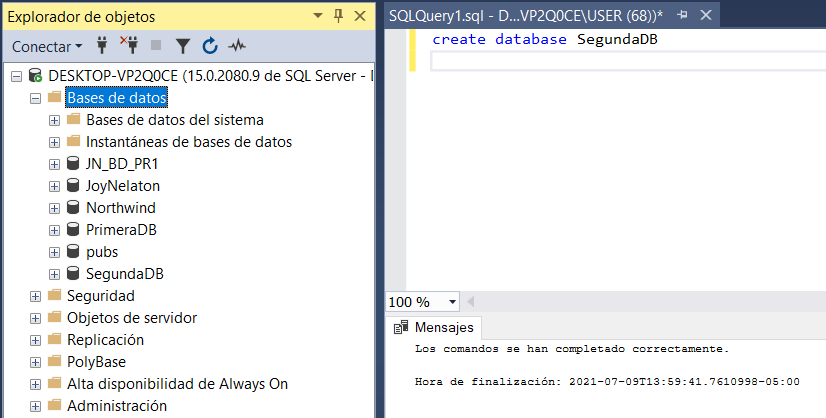 Explorador de objetos
Conectar
DESKTOP-VP2Q0CE (15.0.2080.9 de SQL Server -
Bases de datos
Bases de datos del sistema
Instantáneas de bases de datos
JN_BD_PR1
JoyNelaton
Northwind
PrimeraDB
pubs
SegundaDB
Seguridad
Objetos de servidor
Replicación
PolyBase
Alta disponibilidad de Always On
Administración
SQLQuery1.sql - D...VP2Q0CE\USER (68))*
create database SegundaDB
100 %
Mensajes
Los comandos se han completado correctamente.
Hora de finalización: 2021-07-09T13:59:41.7610998-05:00